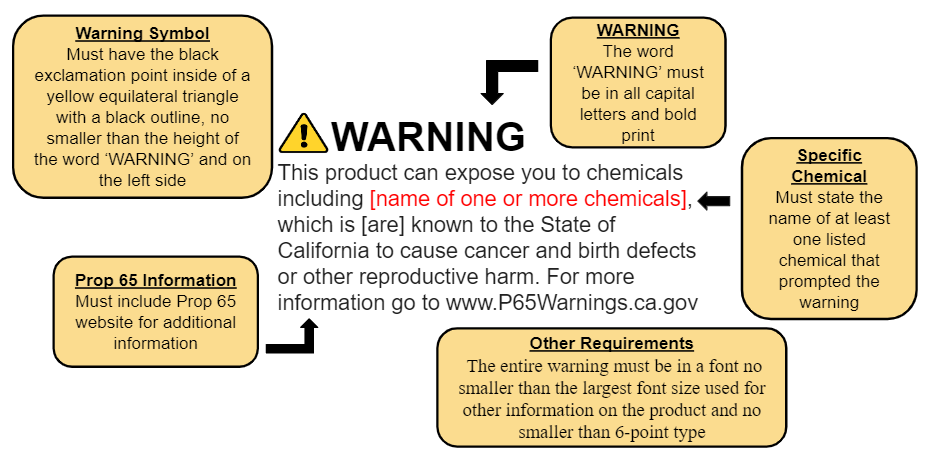 Warning Symbol
Must have the black
exclamation point inside of a
yellow equilateral triangle
with a black outline, no
smaller than the height of
the word ‘WARNING’ and on
the left side
WARNING
The word
‘WARNING’ must
be in all capital
letters and bold
print
WARNING
This product can expose you to chemicals
including [name of one or more chemicals],
which is [are] known to the State of
California to cause cancer and birth defects
or other reproductive harm. For more
information go to www.P65Warnings.ca.gov
Specific
Chemical
Must state the
name of at least
one listed
chemical that
prompted the
warning
Prop 65 Information
Must include Prop 65
website for additional
information
Other Requirements
The entire warning must be in a font no
smaller than the largest font size used for
other information on the product and no
smaller than 6-point type